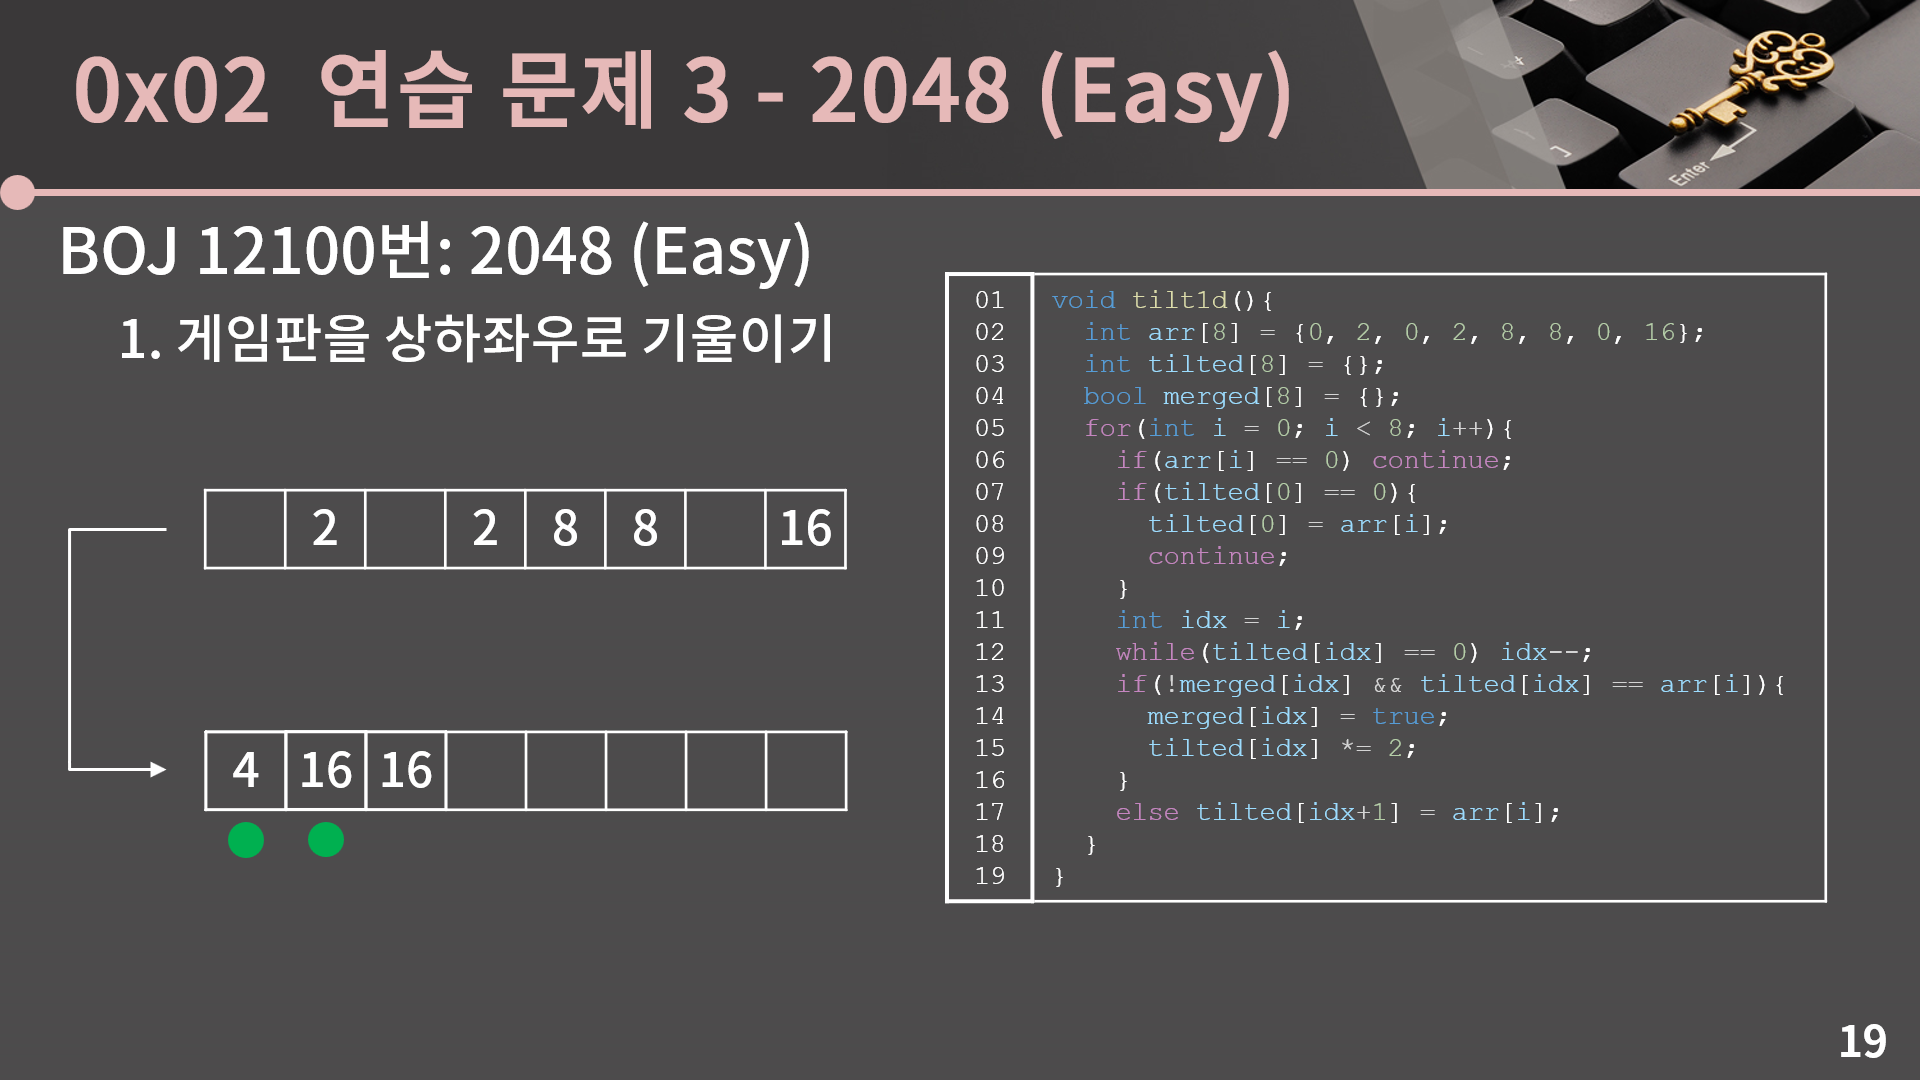 0x02 연습 문제 3 - 2048 (Easy)
Enter
BOJ 12100번: 2048 (Easy)
1. 게임판을 상하좌우로 기울이기
2 2 8 8 16
4 16 16
01 void tilt1d(){
02 int arr[8] = {0, 2, 0, 2, 8, 8, 0, 16};
03 int tilted[8] = {};
04 bool merged[8] = {};
05 for(int i = 0; i < 8; i++){
06 if(arr[i] == 0) continue;
07 if(tilted[0] == 0){
08 tilted[0] = arr[i];
09 continue;
10 }
11 int idx = i;
12 while(tilted[idx] == 0) idx--;
13 if(!merged[idx] && tilted[idx] == arr[i]){
14 merged[idx] = true;
15 tilted[idx] *= 2;
16 }
17 else tilted[idx+1] = arr[i];
18 }
19 }
19